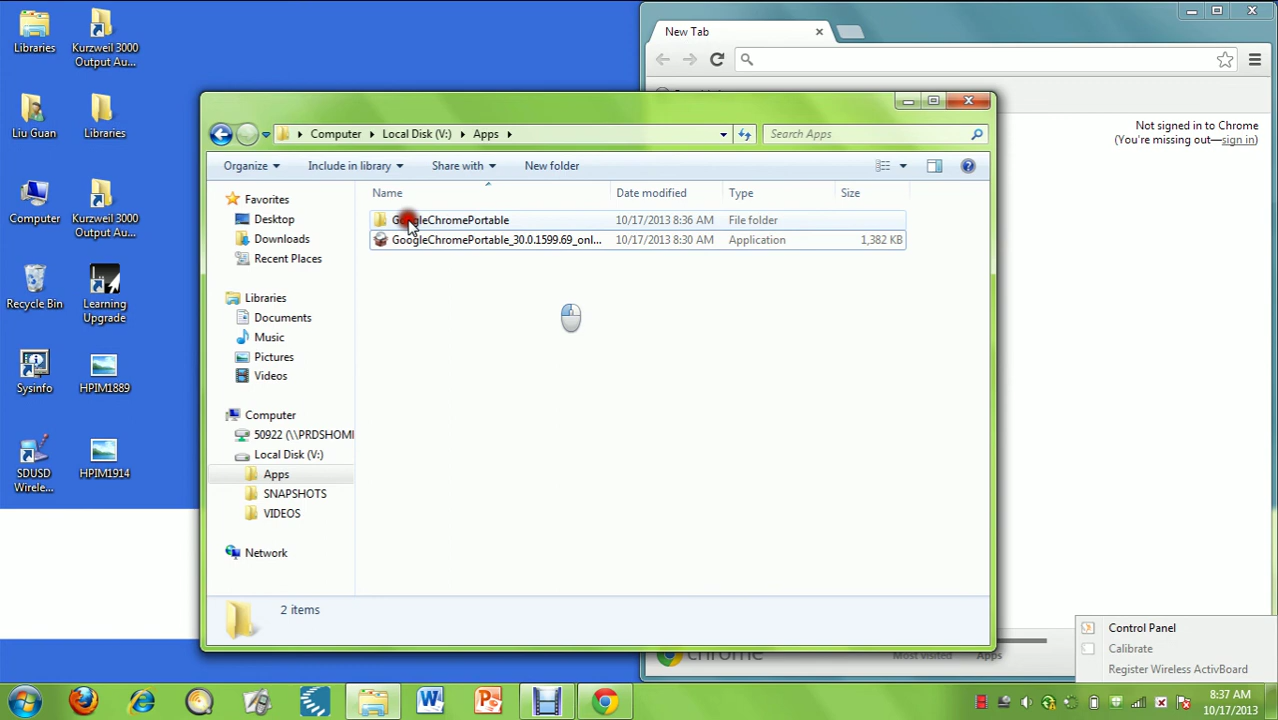 Libraries
Kurzweil 3000
Output Au...
Liu Guan
Libraries
Computer
Kurzweil 3000
Output Au...
Recycle Bin
Learning
Upgrade
Sysinfo
HPIM1889
SDUSD
Wirele...
HPIM1914
New Tab
Not signed in to Chrome
(You're missing out—sign in)
Computer Local Disk (V:) Apps
Search Apps
Organize Include in library Share with New folder
Name Date modified Type Size
GoogleChromePortable 10/17/2013 8:36 AM File folder
GoogleChromePortable_30.0.1599.69_onl... 10/17/2013 8:30 AM Application 1,382 KB
Favorites
Desktop
Downloads
Recent Places
Libraries
Documents
Music
Pictures
Videos
Computer
50922 (\\PRDSHOM
Local Disk (V:)
Apps
SNAPSHOTS
VIDEOS
Network
2 items
chrome Most visited Apps
Control Panel
Calibrate
Register Wireless ActivBoard
8:37 AM
10/17/2013